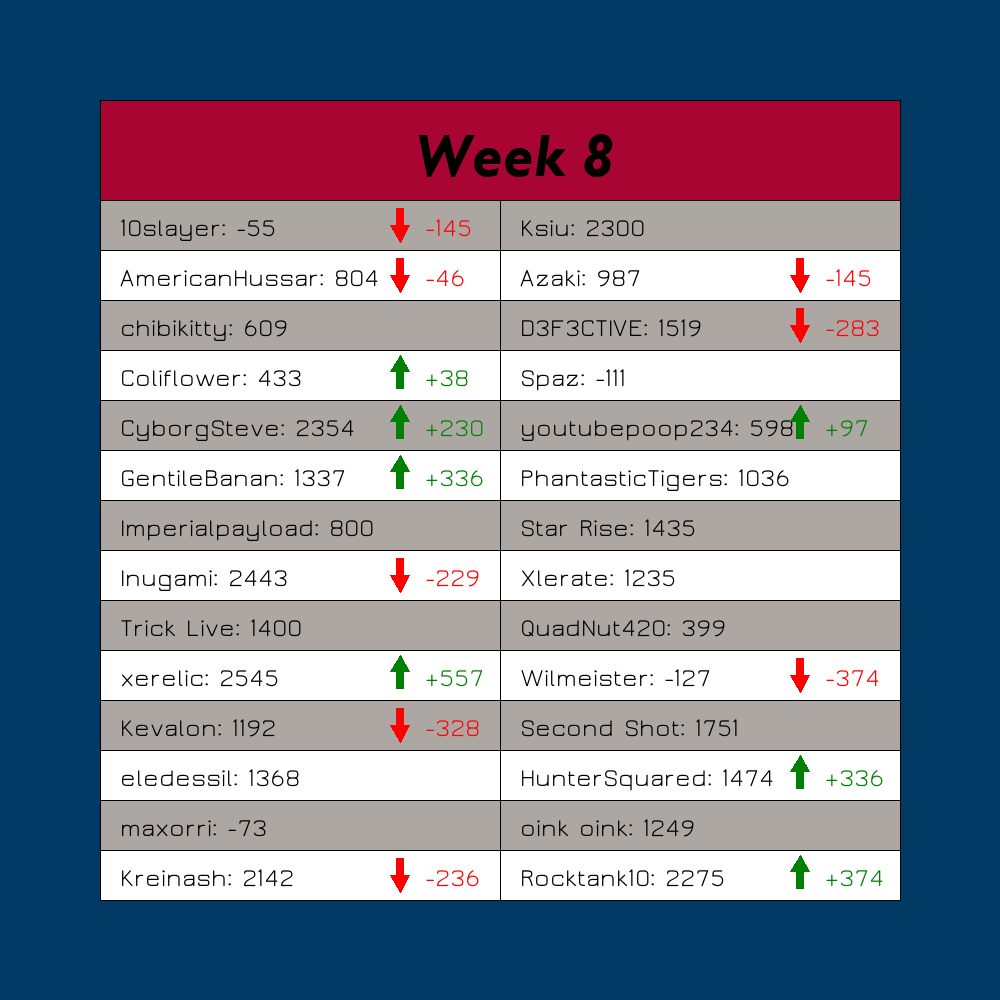 Week 8
10slayer: -55 -145
Ksiu: 2300
AmericanHussar: 804 -46
Azaki: 987 -145
chibikitty: 609
D3F3CTIVE: 1519 -283
Coliflower: 433 +38
Spaz: -111
CyborgSteve: 2354 +230
youtubepoop234: 598 +97
GentileBanan: 1337 +336
PhantasticTigers: 1036
Imperialpayload: 800
Star Rise: 1435
Inugami: 2443 -229
Xlerate: 1235
Trick Live: 1400
QuadNut420: 399
xerelic: 2545 +557
Wilmeister: -127 -374
Kevalon: 1192 -328
Second Shot: 1751
eledessil: 1368
HunterSquared: 1474 +336
maxorri: -73
oink oink: 1249
Kreinash: 2142 -236
Rocktank10: 2275 +374